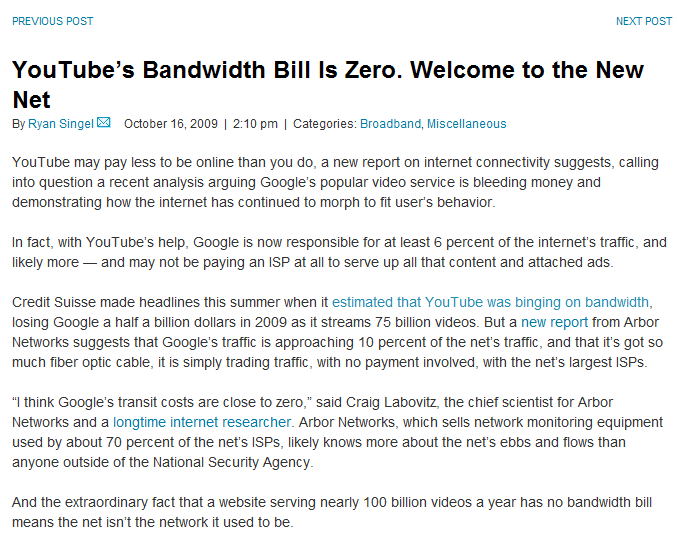 PREVIOUS POST
NEXT POST
YouTube’s Bandwidth Bill Is Zero. Welcome to the New
Net
By Ryan Singel October 16, 2009 | 2:10 pm | Categories: Broadband, Miscellaneous
YouTube may pay less to be online than you do, a new report on internet connectivity suggests, calling
into question a recent analysis arguing Google’s popular video service is bleeding money and
demonstrating how the internet has continued to morph to fit user’s behavior.
In fact, with YouTube’s help, Google is now responsible for at least 6 percent of the internet’s traffic, and
likely more — and may not be paying an ISP at all to serve up all that content and attached ads.
Credit Suisse made headlines this summer when it estimated that YouTube was binging on bandwidth,
losing Google a half a billion dollars in 2009 as it streams 75 billion videos. But a new report from Arbor
Networks suggests that Google’s traffic is approaching 10 percent of the net’s traffic, and that it’s got so
much fiber optic cable, it is simply trading traffic, with no payment involved, with the net’s largest ISPs.
“I think Google’s transit costs are close to zero,” said Craig Labovitz, the chief scientist for Arbor
Networks and a longtime internet researcher. Arbor Networks, which sells network monitoring equipment
used by about 70 percent of the net’s ISPs, likely knows more about the net’s ebbs and flows than
anyone outside of the National Security Agency.
And the extraordinary fact that a website serving nearly 100 billion videos a year has no bandwidth bill
means the net isn’t the network it used to be.